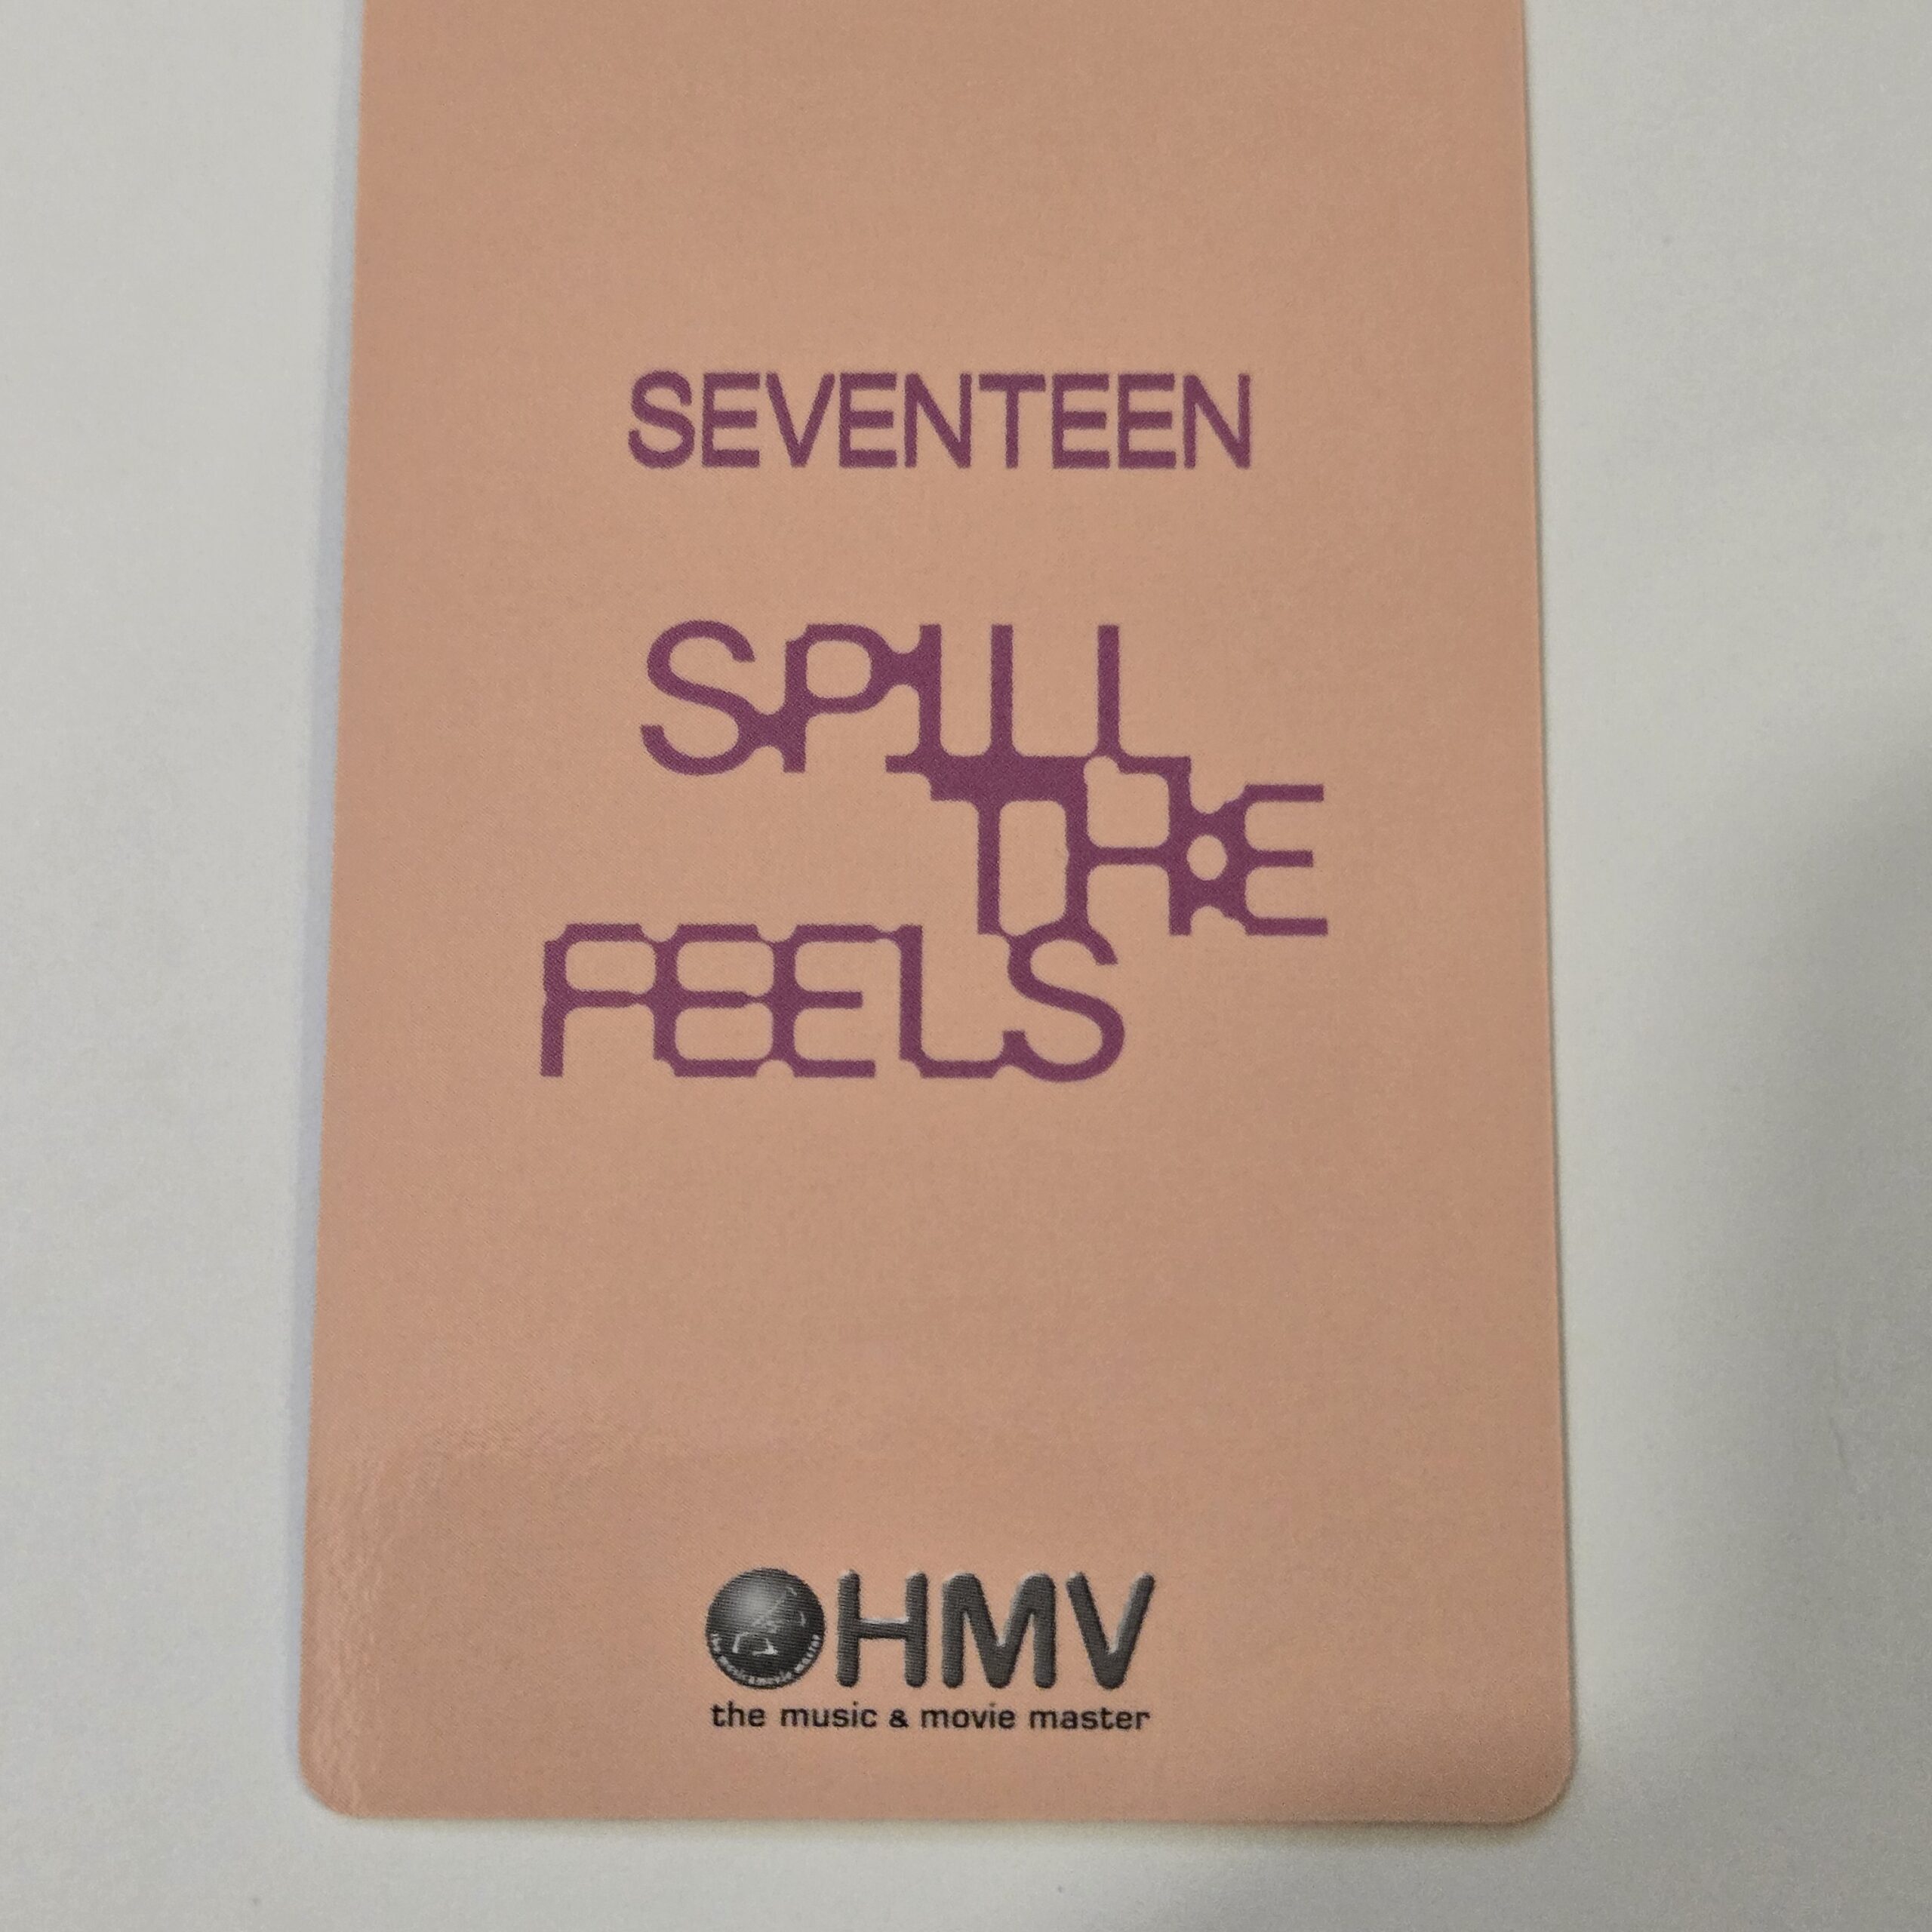 SEVENTEEN
SPILL
THE
FEELS
HMV
the music & movie master